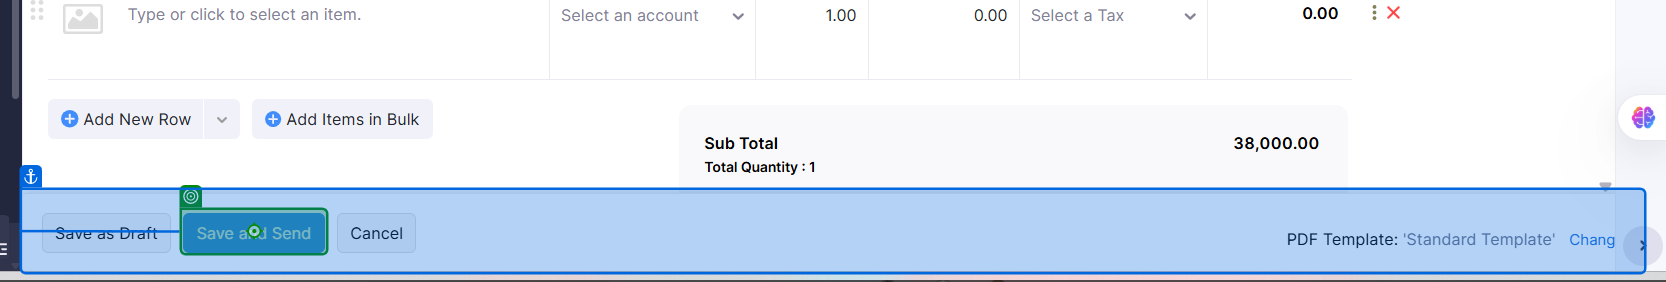 Type or click to select an item.
Select an account
1.00
0.00
Select a Tax
0.00
Add New Row
Add Items in Bulk
Sub Total
38,000.00
Total Quantity : 1
Save as Draft
Save and Send
Cancel
PDF Template: 'Standard Template' Chang